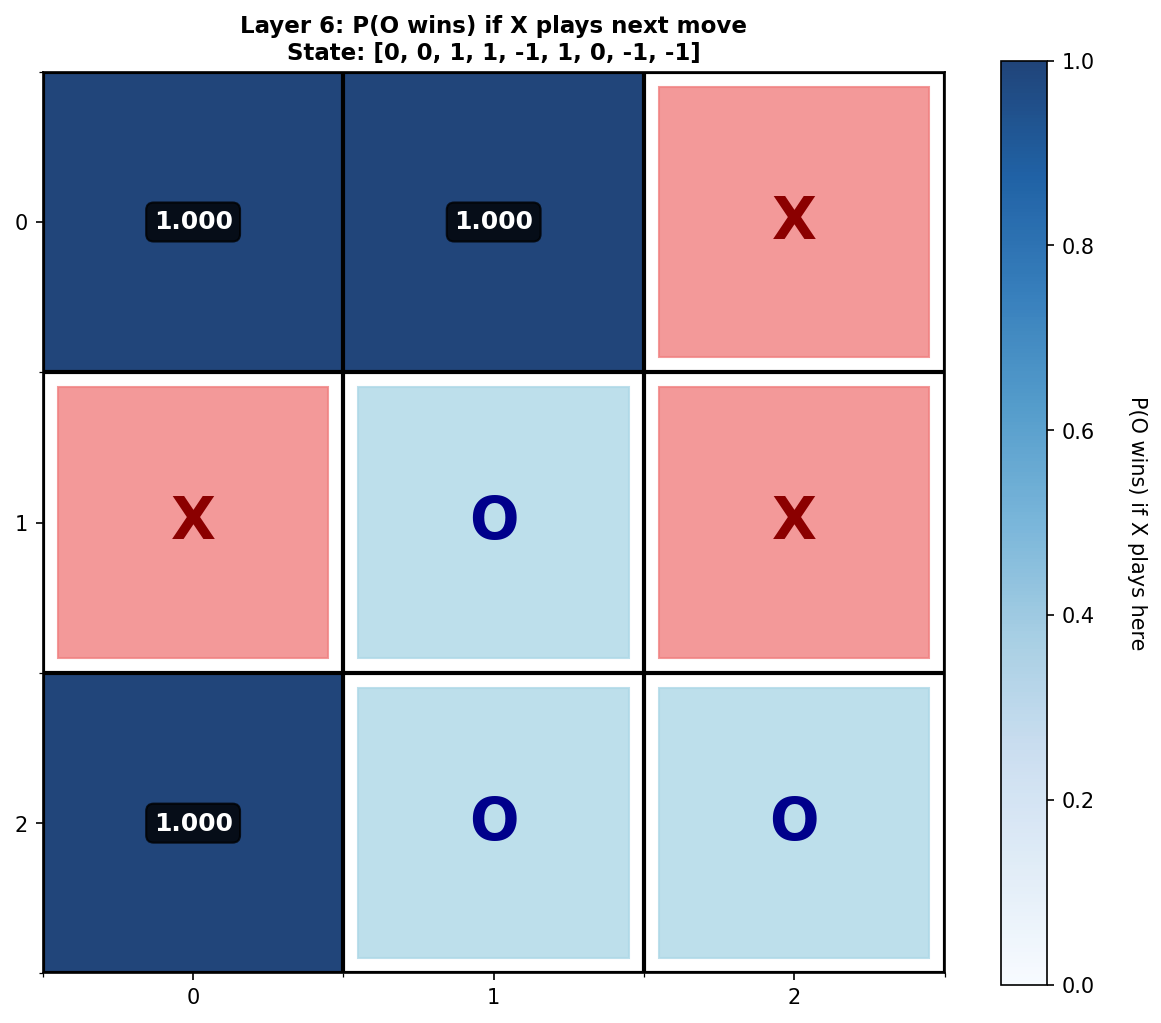 Layer 6: P(O wins) if X plays next move
State: [0, 0, 1, 1, -1, 1, 0, -1, -1]
0
1.000
1.000
X
1
X
O
X
2
1.000
O
O
0
1
2
1.0
0.8
0.6
0.4
0.2
0.0
P(O wins) if X plays here